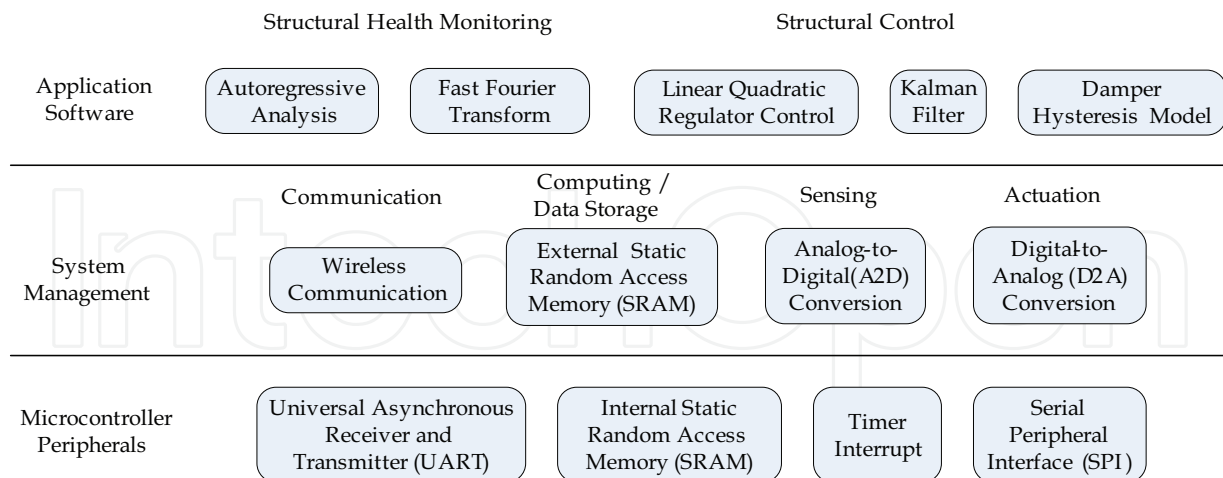 Structural Health Monitoring
Structural Control
Application
Software
Autoregressive
Analysis
Fast Fourier
Transform
Linear Quadratic
Regulator Control
Kalman
Filter
Damper
Hysteresis Model
Communication
Computing /
Data Storage
Sensing
Actuation
System
Management
Wireless
Communication
External Static
Random Access
Memory (SRAM)
Analog-to-
Digital(A2D)
Conversion
Digital-to-
Analog (D2A)
Conversion
IntechOpen
Microcontroller
Peripherals
Universal Asynchronous
Receiver and
Transmitter (UART)
Internal Static
Random Access
Memory (SRAM)
Timer
Interrupt
Serial
Peripheral
Interface (SPI)